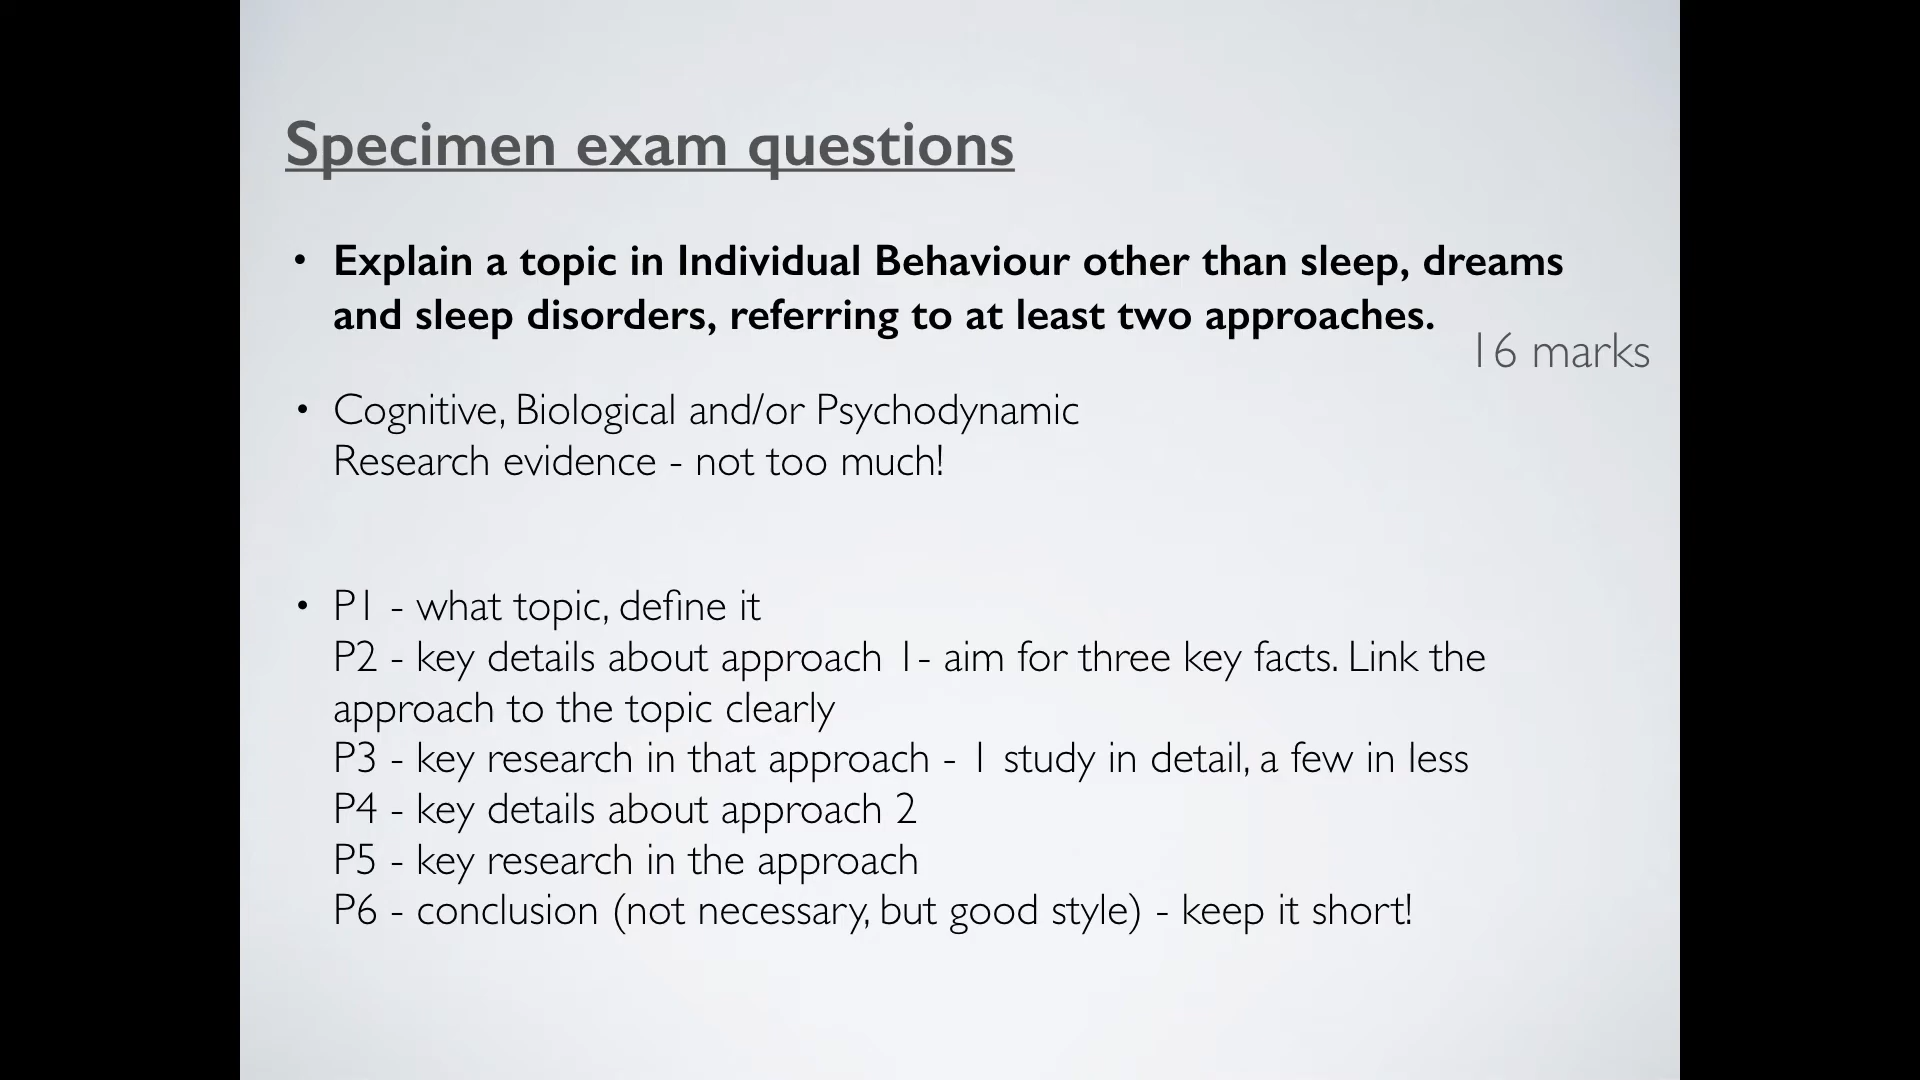 Specimen exam questions
• Explain a topic in Individual Behaviour other than sleep, dreams
and sleep disorders, referring to at least two approaches.
16 marks
• Cognitive, Biological and/or Psychodynamic
Research evidence - not too much!
• P1 - what topic, define it
P2 - key details about approach 1- aim for three key facts. Link the
approach to the topic clearly
P3 - key research in that approach - 1 study in detail, a few in less
P4 - key details about approach 2
P5 - key research in the approach
P6 - conclusion (not necessary, but good style) - keep it short!